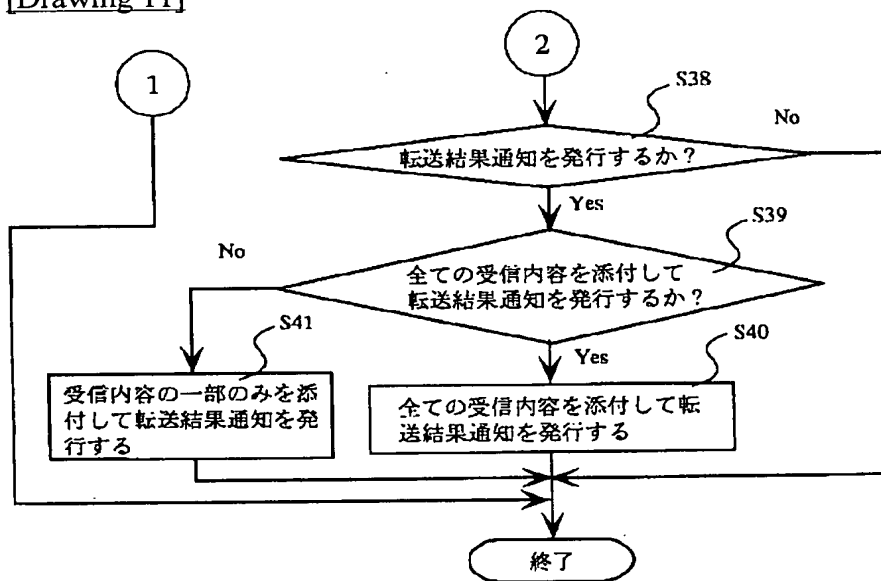 [Drawing 11]
1
2
S38
No
転送結果通知を発行するか？
Yes
S39
No
全ての受信内容を添付して
転送結果通知を発行するか？
S41
S40
Yes
受信内容の一部のみを添
付して転送結果通知を発
行する
全ての受信内容を添付して転
送結果通知を発行する
終了